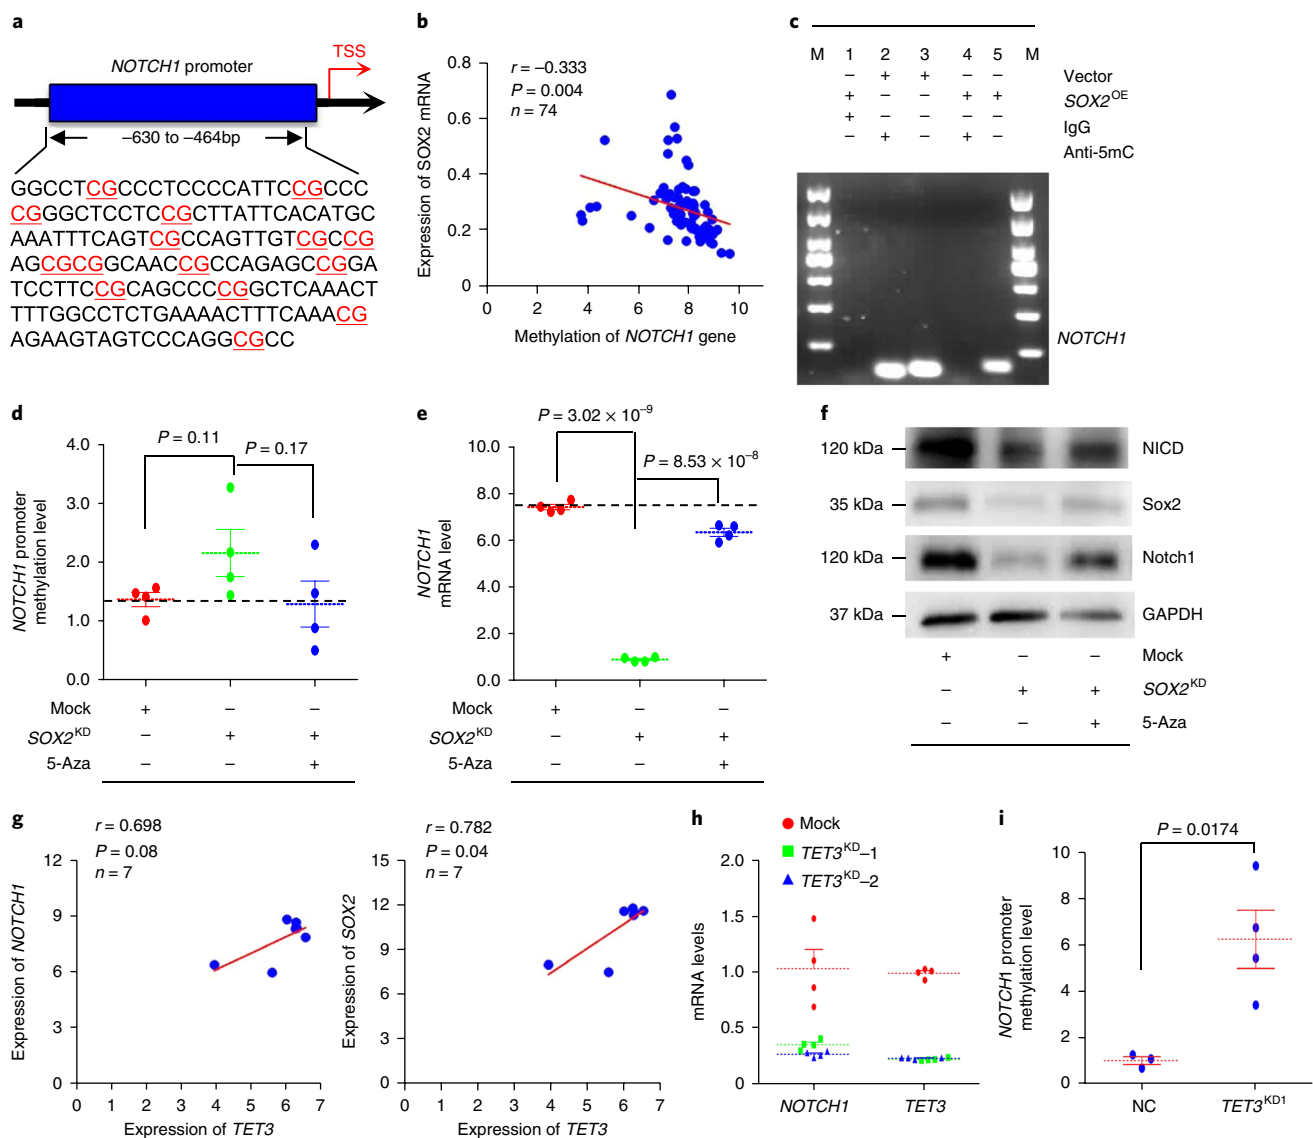 a
NOTCH1 promoter
TSS
–630 to –464bp
GGCCTCGCCCTCCCCATTCCGCCC
CGGGCTCCTCCGCTTATTCACATGC
AAATTTCAGTCGCCAGTTGTCGCCG
AGCGCGGCAACCGCCAGAGCCGGA
TCCTTCCGCAGCCCCGGCTCAAACT
TTTGGCCTCTGAAAACTTTCAAACG
AGAAGTAGTCCCAGGCGCC
b
r = –0.333
P = 0.004
n = 74
Expression of SOX2 mRNA
0.8
0.6
0.4
0.2
0
0 2 4 6 8 10
Methylation of NOTCH1 gene
c
M 1 2 3 4 5 M
– + + – – Vector
+ – – + + SOX2OE
+ – – – – IgG
– + – + – Anti-5mC
NOTCH1
d
P = 0.11
P = 0.17
NOTCH1 promoter
methylation level
4.0
3.0
2.0
1.0
0.0
Mock + – –
SOX2KD – + +
5-Aza – – +
e
P = 3.02 × 10–9
P = 8.53 × 10–8
NOTCH1
mRNA level
10.0
8.0
6.0
4.0
2.0
0.0
Mock + – –
SOX2KD – + +
5-Aza – – +
f
120 kDa NICD
35 kDa Sox2
120 kDa Notch1
37 kDa GAPDH
+ – – Mock
– + + SOX2KD
– – + 5-Aza
g
r = 0.698
P = 0.08
n = 7
Expression of NOTCH1
12
9
6
3
0
0 1 2 3 4 5 6 7
Expression of TET3
r = 0.782
P = 0.04
n = 7
Expression of SOX2
15
12
9
6
3
0
0 1 2 3 4 5 6 7
Expression of TET3
h
Mock
TET3KD–1
TET3KD–2
mRNA levels
2.0
1.5
1.0
0.5
0
NOTCH1 TET3
i
P = 0.0174
NOTCH1 promoter
methylation level
10
8
6
4
2
0
NC TET3KD1